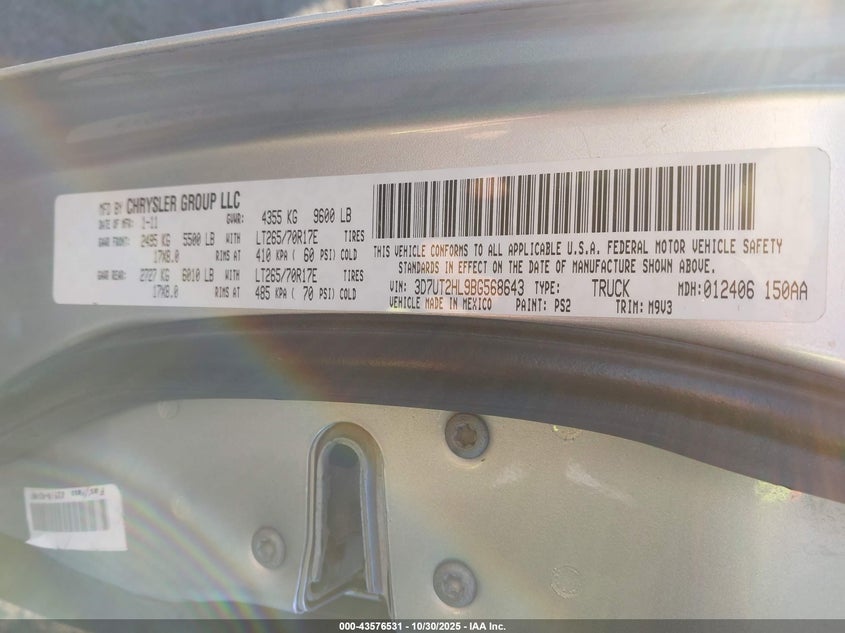 MFD BY CHRYSLER GROUP LLC
DATE OF MFR 1-11 GVWR: 4355 KG 9600 LB
GAWR FRONT: 2495 KG 5500 LB WITH LT265/70R17E TIRES
17X8.0 RIMS AT 410 KPA ( 60 PSI) COLD
GAWR REAR: 2727 KG 6010 LB WITH LT265/70R17E TIRES
17X8.0 RIMS AT 485 KPA ( 70 PSI) COLD
THIS VEHICLE CONFORMS TO ALL APPLICABLE U.S.A. FEDERAL MOTOR VEHICLE SAFETY
STANDARDS IN EFFECT ON THE DATE OF MANUFACTURE SHOWN ABOVE.
VIN: 3D7UT2HL9BG568643 TYPE: TRUCK MDH: 012406 150AA
VEHICLE MADE IN MEXICO PAINT: PS2 TRIM: M9V3
000-43576531 - 10/30/2025 - IAA Inc.